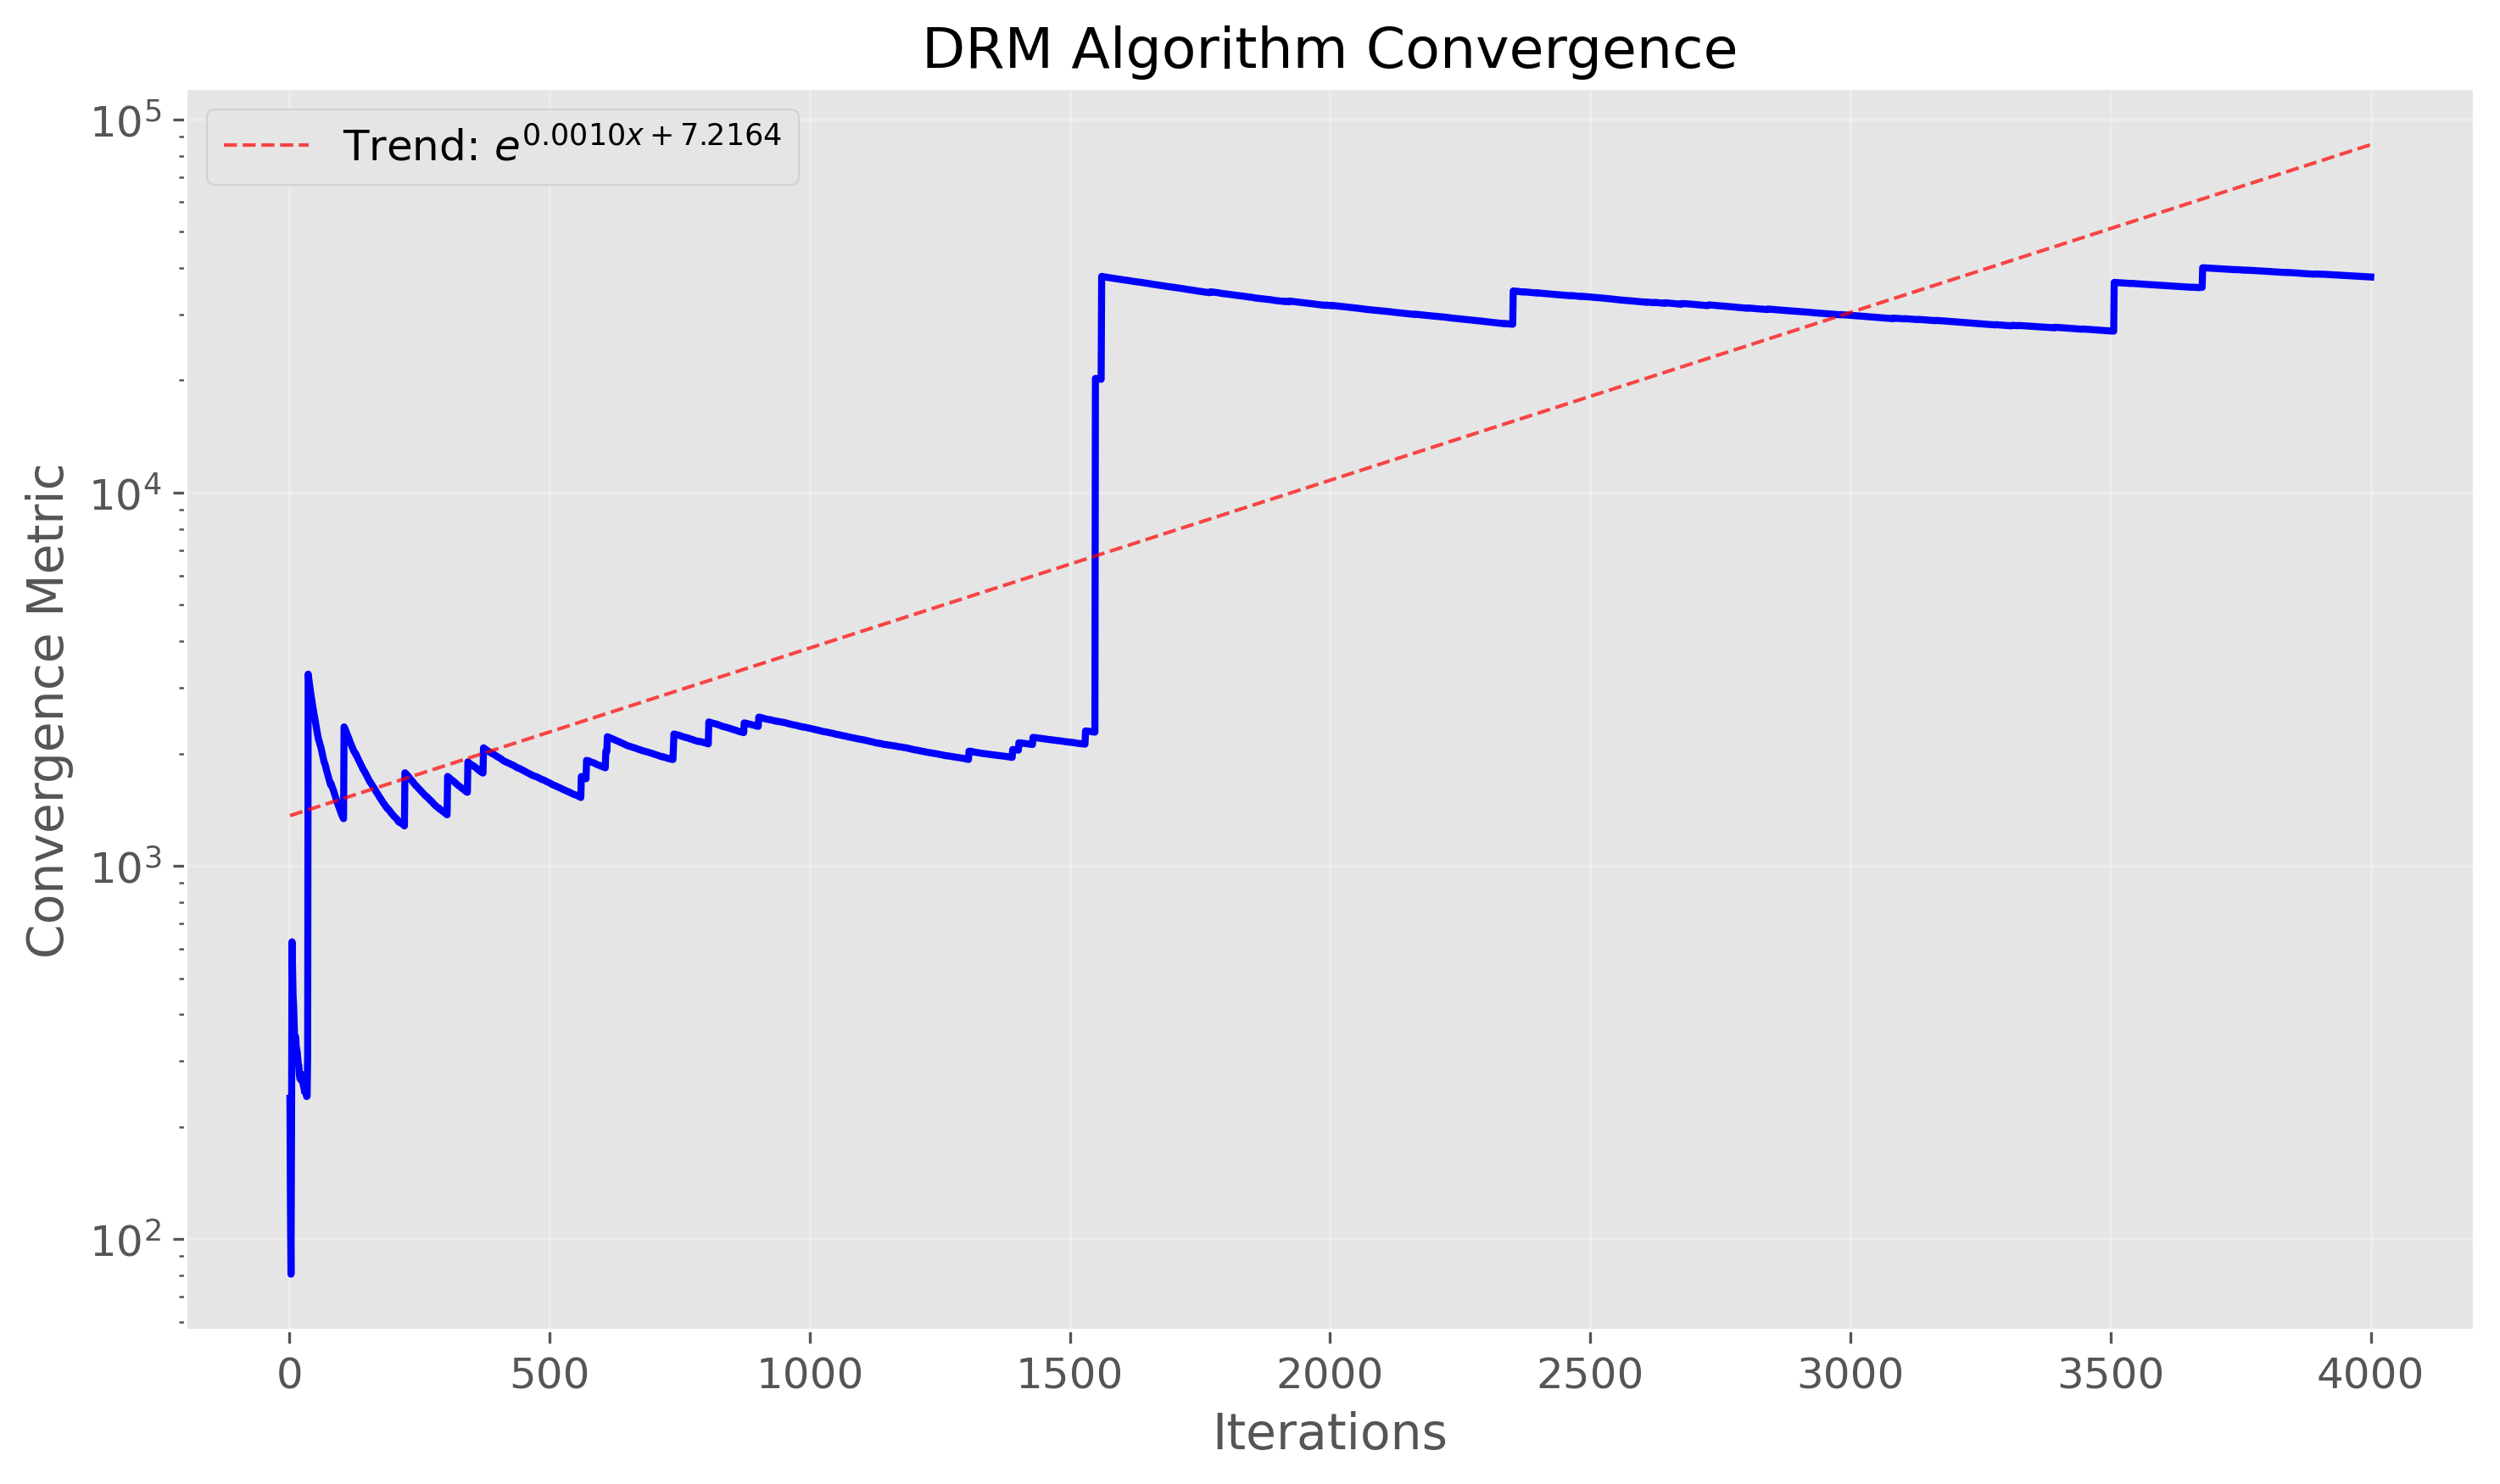 DRM Algorithm Convergence
Trend: e^{0.0010x + 7.2164}
Convergence Metric
10^5
10^4
10^3
10^2
0 500 1000 1500 2000 2500 3000 3500 4000
Iterations